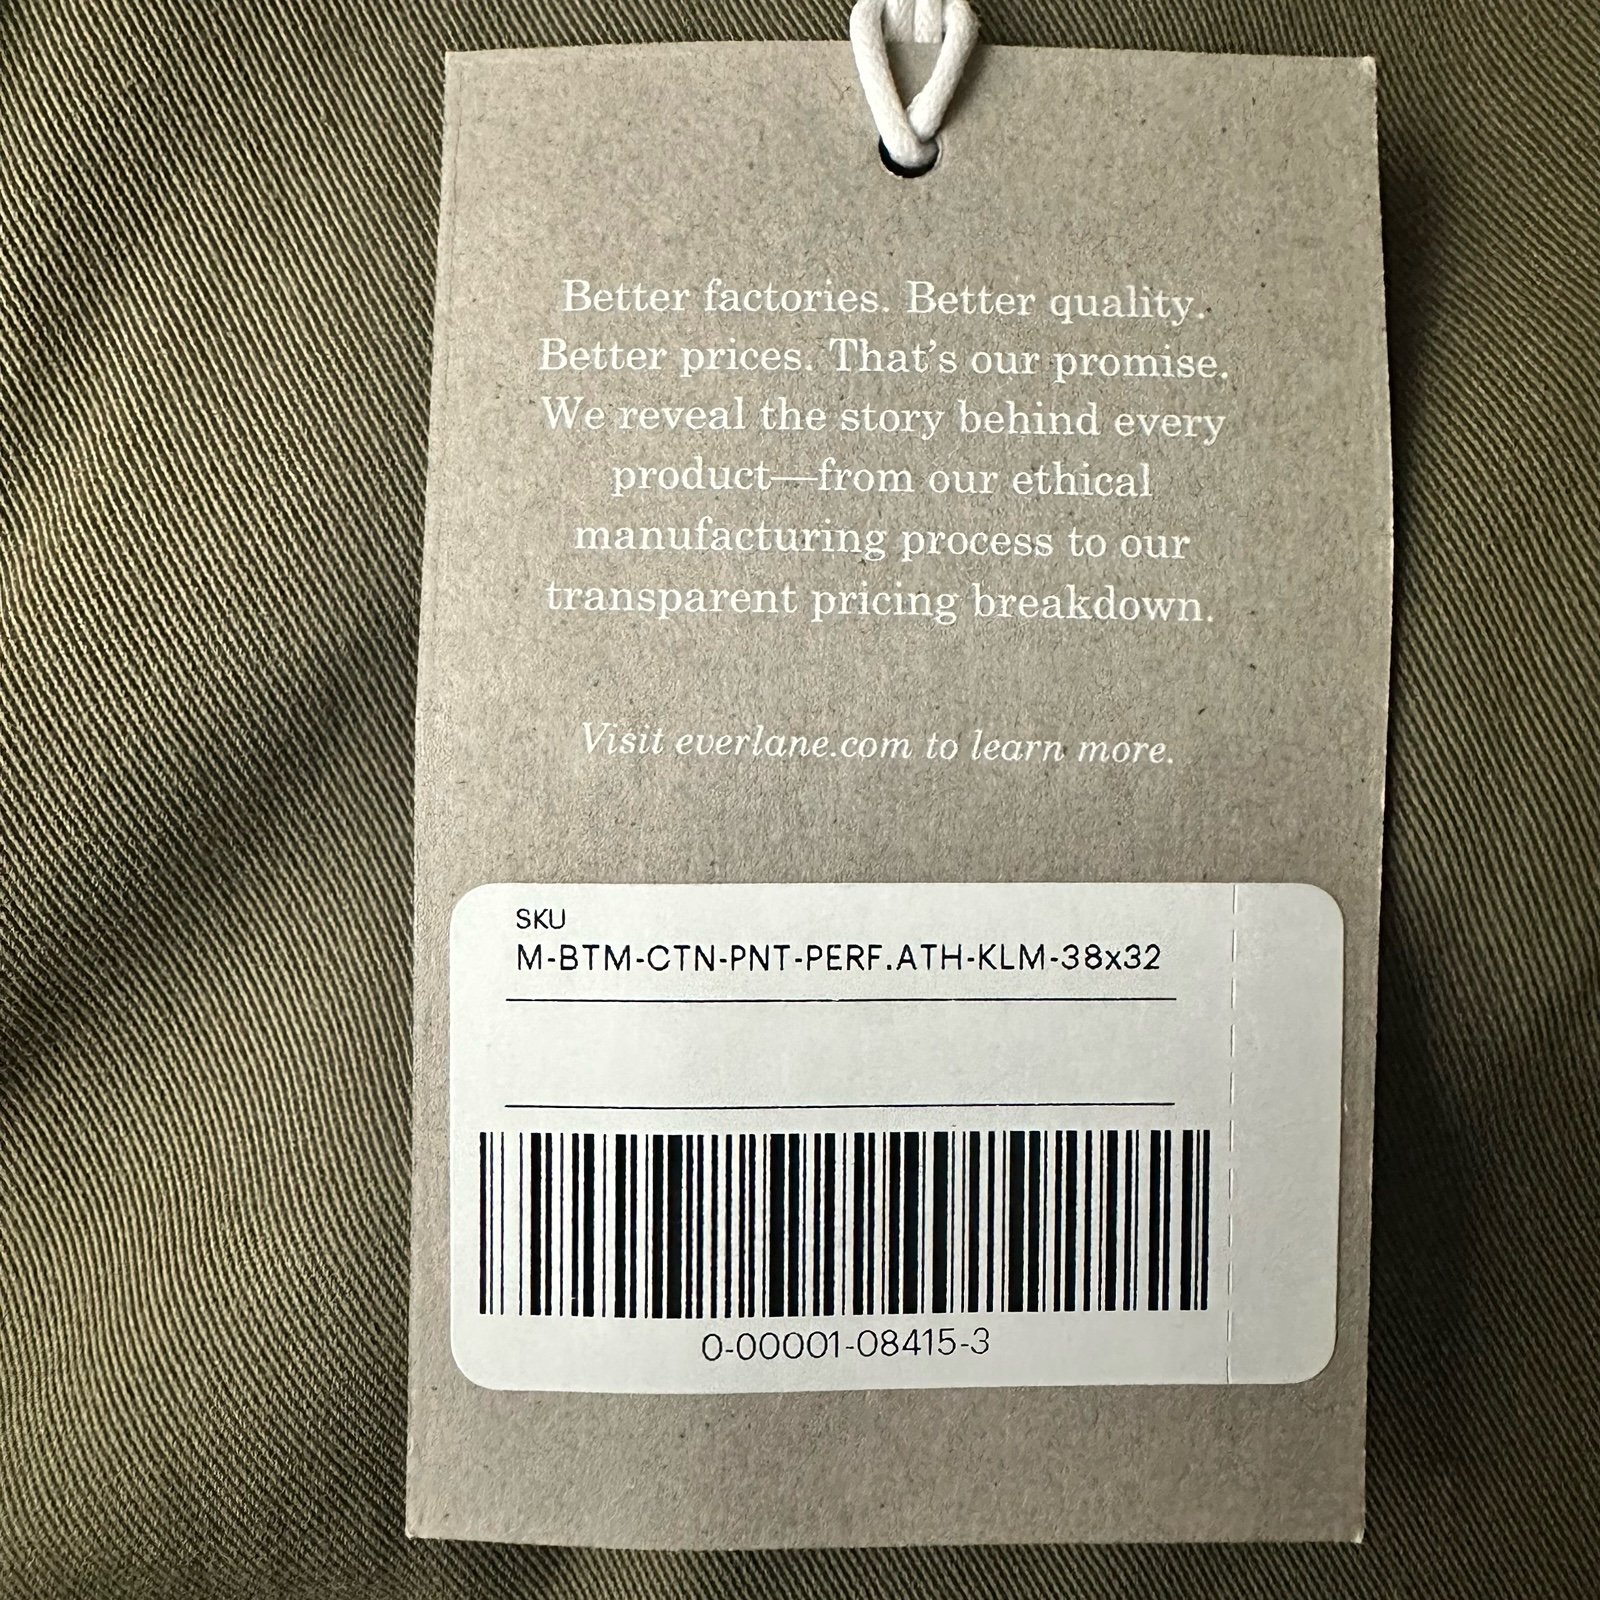 Better factories. Better quality.
Better prices. That's our promise.
We reveal the story behind every
product—from our ethical
manufacturing process to our
transparent pricing breakdown.
Visit everlane.com to learn more.
SKU
M-BTM-CTN-PNT-PERF.ATH-KLM-38x32
0-00001-08415-3